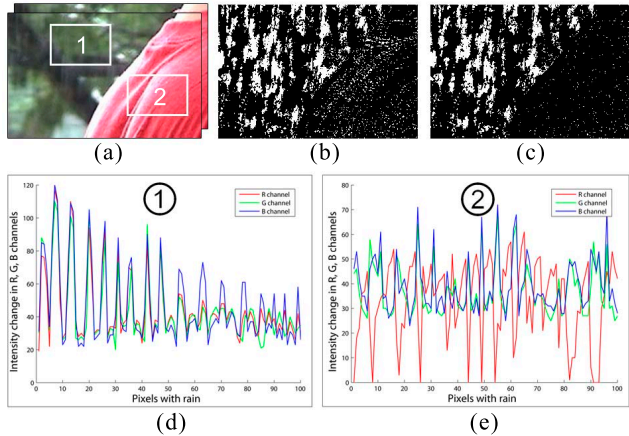 1
2
(a)
(b)
(c)
1
R channel
G channel
B channel
Intensity change in R, G, B channels
120
100
80
60
40
20
0
0 10 20 30 40 50 60 70 80 90 100
Pixels with rain
(d)
2
R channel
G channel
B channel
Intensity change in R, G, B channels
80
70
60
50
40
30
20
10
0
0 10 20 30 40 50 60 70 80 90 100
Pixels with rain
(e)